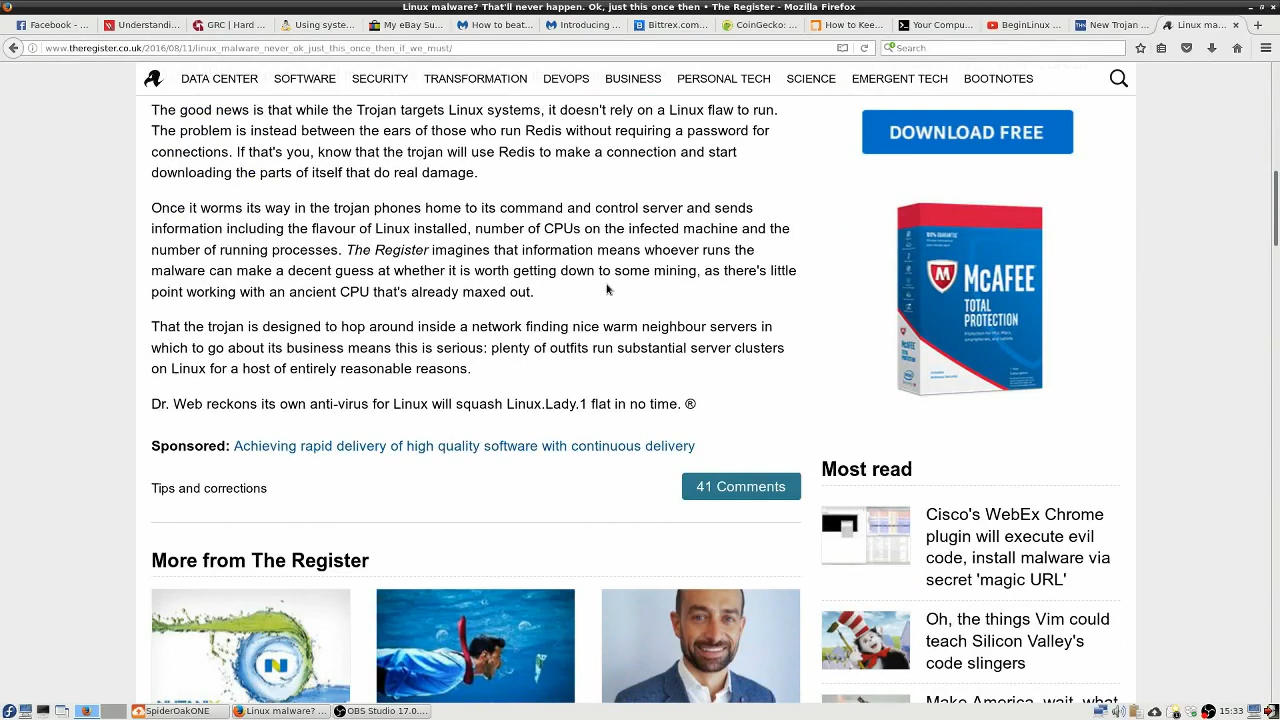 Linux malware? That'll never happen. Ok, just this once then • The Register - Mozilla Firefox
Facebook - ...
Understandi...
GRC | Hard ...
Using syste...
My eBay Su...
How to beat...
Introducing ...
Bittrex.com...
CoinGecko: ...
How to Kee...
Your Compu...
BeginLinux ...
New Trojan ...
Linux ma...
www.theregister.co.uk/2016/08/11/linux_malware_never_ok_just_this_once_then_if_we_must/
Search
DATA CENTER SOFTWARE SECURITY TRANSFORMATION DEVOPS BUSINESS PERSONAL TECH SCIENCE EMERGENT TECH BOOTNOTES
The good news is that while the Trojan targets Linux systems, it doesn't rely on a Linux flaw to run.
The problem is instead between the ears of those who run Redis without requiring a password for
connections. If that's you, know that the trojan will use Redis to make a connection and start
downloading the parts of itself that do real damage.
Once it worms its way in the trojan phones home to its command and control server and sends
information including the flavour of Linux installed, number of CPUs on the infected machine and the
number of running processes. The Register imagines that information means whoever runs the
malware can make a decent guess at whether it is worth getting down to some mining, as there's little
point working with an ancient CPU that's already maxed out.
That the trojan is designed to hop around inside a network finding nice warm neighbour servers in
which to go about its business means this is serious: plenty of outfits run substantial server clusters
on Linux for a host of entirely reasonable reasons.
Dr. Web reckons its own anti-virus for Linux will squash Linux.Lady.1 flat in no time. ®
Sponsored: Achieving rapid delivery of high quality software with continuous delivery
Tips and corrections
41 Comments
More from The Register
DOWNLOAD FREE
McAFEE
TOTAL
PROTECTION
Most read
Cisco's WebEx Chrome
plugin will execute evil
code, install malware via
secret 'magic URL'
Oh, the things Vim could
teach Silicon Valley's
code slingers
Make America, wait, what
SpiderOakONE
Linux malware? ...
OBS Studio 17.0....
15:33